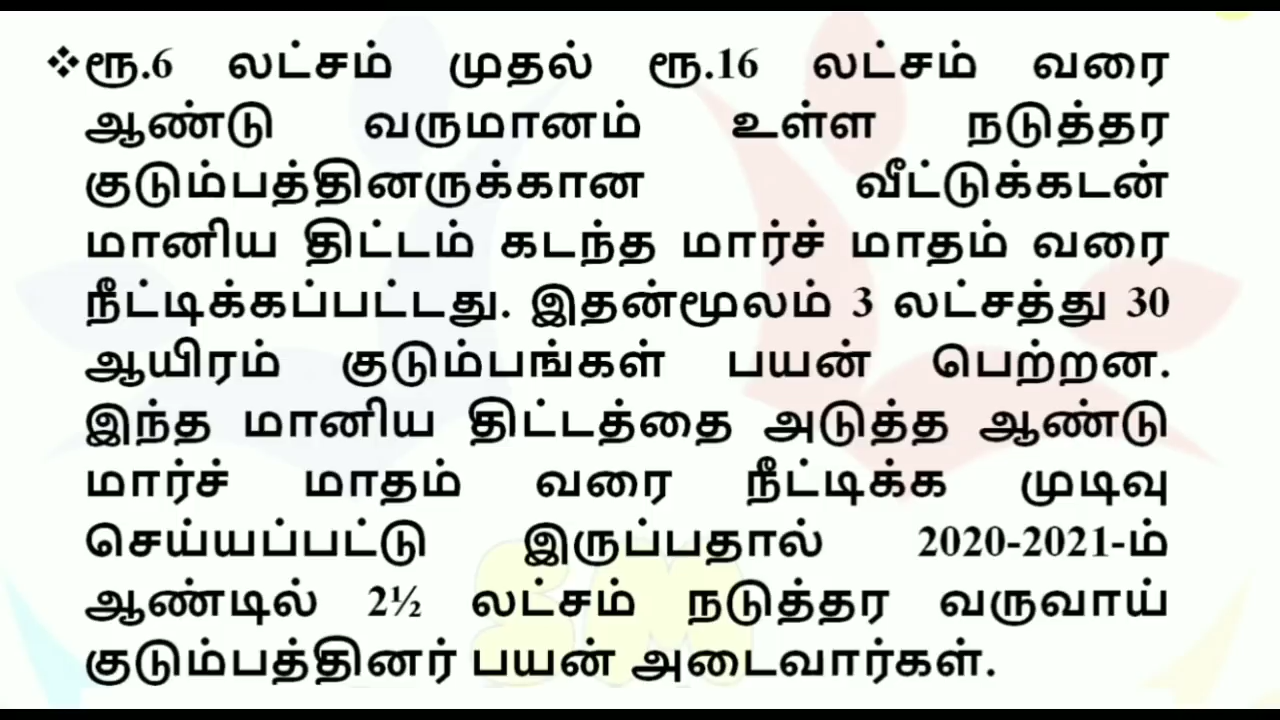 ❖ரூ.6 லட்சம் முதல் ரூ.16 லட்சம் வரை
ஆண்டு வருமானம் உள்ள நடுத்தர
குடும்பத்தினருக்கான வீட்டுக்கடன்
மானிய திட்டம் கடந்த மார்ச் மாதம் வரை
நீட்டிக்கப்பட்டது. இதன்மூலம் 3 லட்சத்து 30
ஆயிரம் குடும்பங்கள் பயன் பெற்றன.
இந்த மானிய திட்டத்தை அடுத்த ஆண்டு
மார்ச் மாதம் வரை நீட்டிக்க முடிவு
செய்யப்பட்டு இருப்பதால் 2020-2021-ம்
ஆண்டில் 2½ லட்சம் நடுத்தர வருவாய்
குடும்பத்தினர் பயன் அடைவார்கள்.
SM